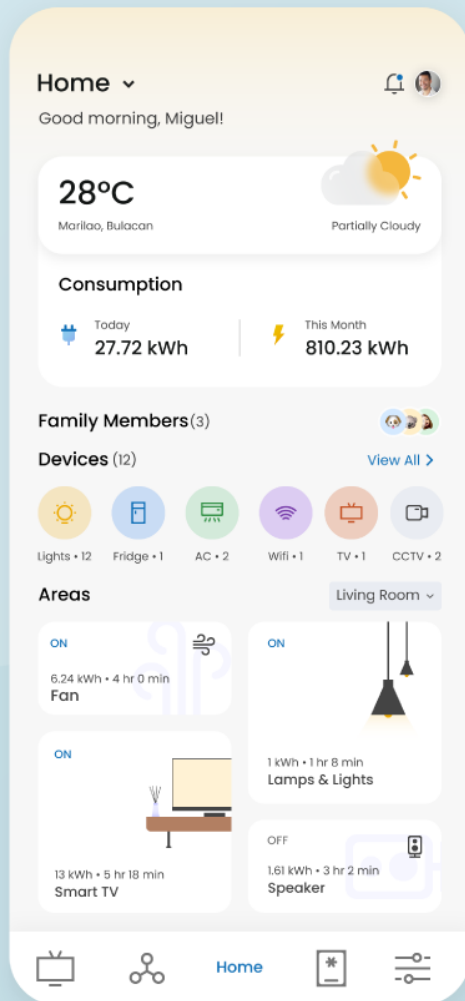 Home
Good morning, Miguel!
28°C
Marilao, Bulacan
Partially Cloudy
Consumption
Today
27.72 kWh
This Month
810.23 kWh
Family Members(3)
Devices (12)
View All
Lights • 12
Fridge • 1
AC • 2
Wifi • 1
TV • 1
CCTV • 2
Areas
Living Room
ON
6.24 kWh • 4 hr 0 min
Fan
ON
1 kWh • 1 hr 8 min
Lamps & Lights
ON
13 kWh • 5 hr 18 min
Smart TV
OFF
1.61 kWh • 3 hr 2 min
Speaker
Home